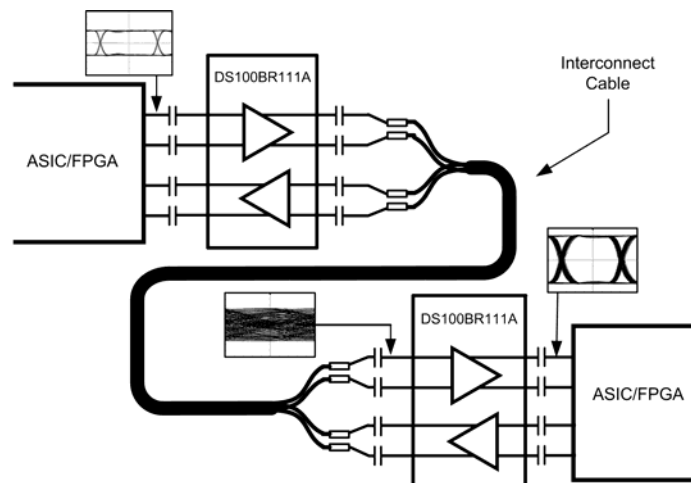 DS100BR111A
Interconnect
Cable
ASIC/FPGA
DS100BR111A
ASIC/FPGA